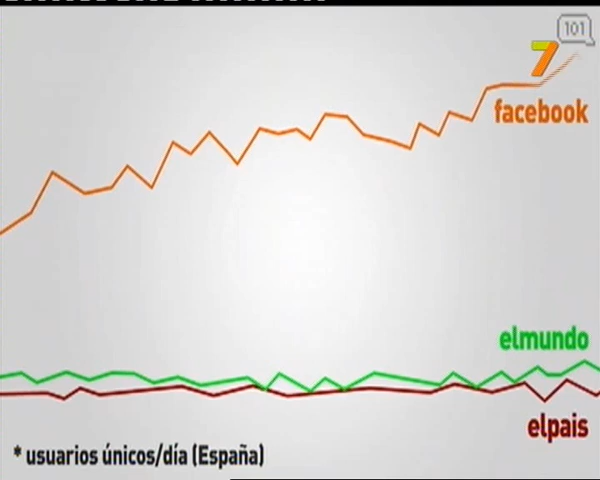 101
7
facebook
elmundo
elpais
* usuarios únicos/día (España)